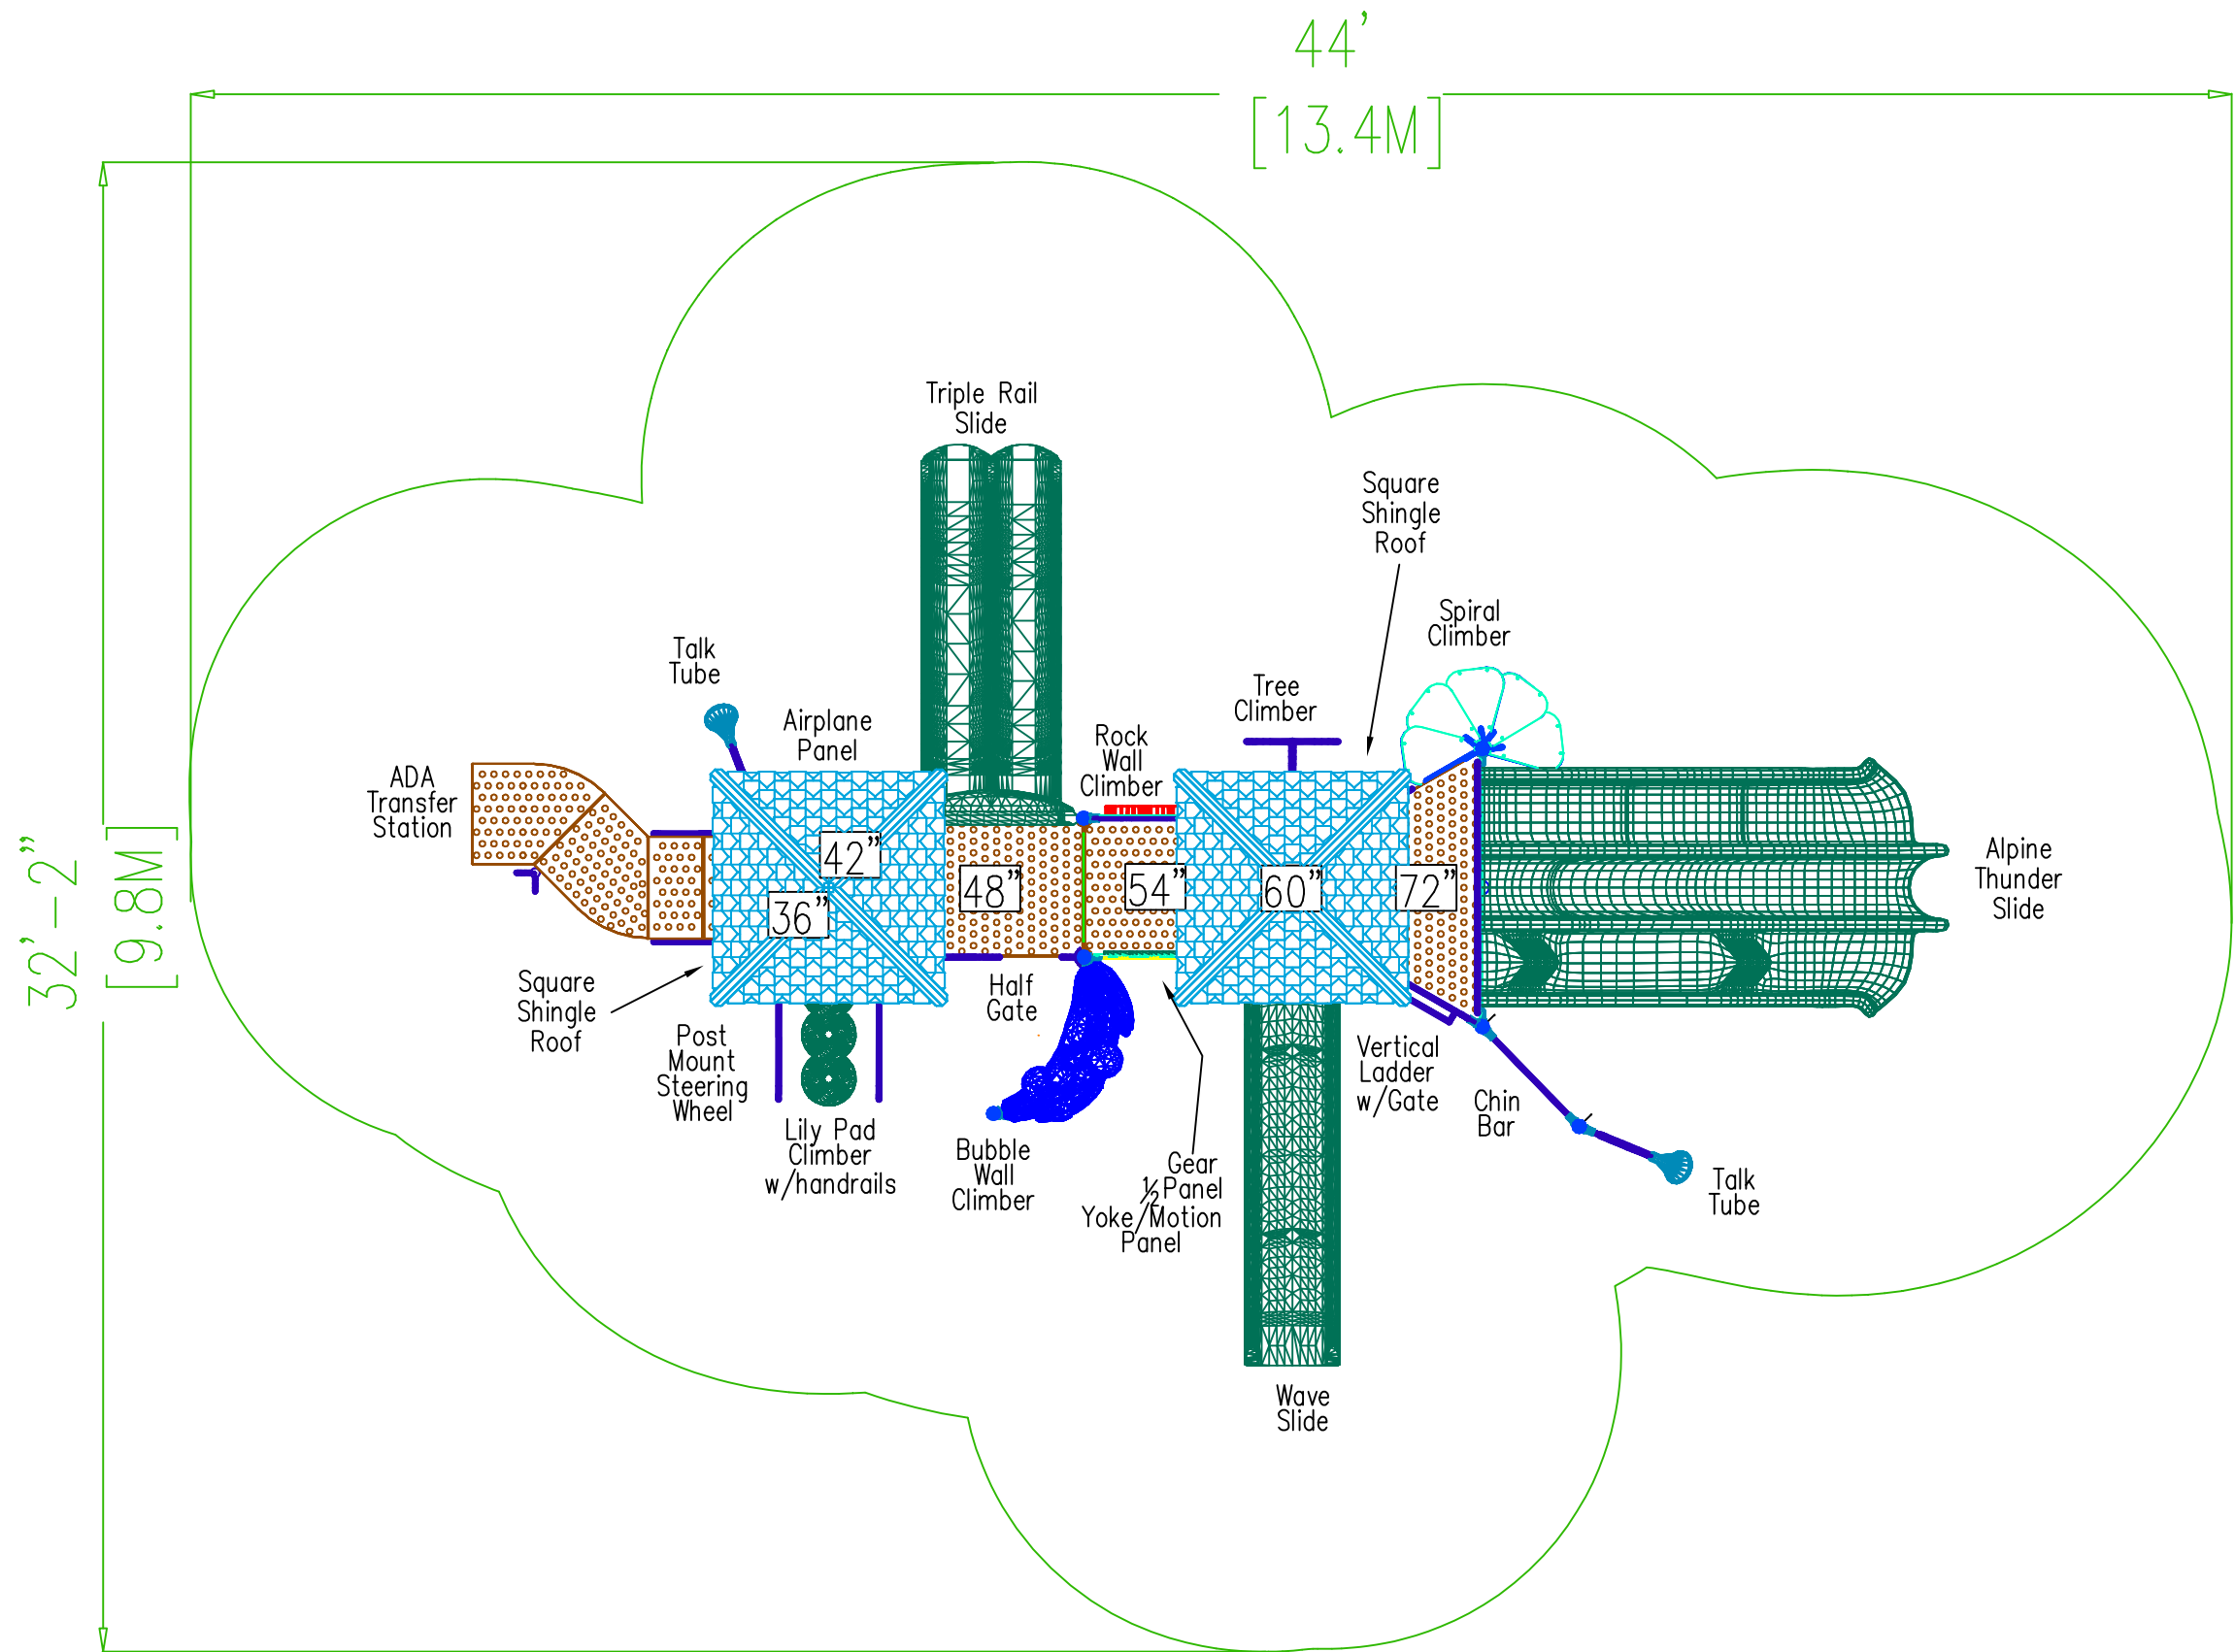 44'
[13.4M]
32'-2"
[9.8M]
Triple Rail
Slide
Square
Shingle
Roof
Spiral
Climber
Talk
Tube
Tree
Climber
Airplane
Panel
Rock
Wall
Climber
ADA
Transfer
Station
42"
36"
48"
54"
60"
72"
Alpine
Thunder
Slide
Square
Shingle
Roof
Half
Gate
Post
Mount
Steering
Wheel
Vertical
Ladder
w/Gate
Chin
Bar
Lily Pad
Climber
w/handrails
Bubble
Wall
Climber
Gear
½ Panel
Yoke/Motion
Panel
Talk
Tube
Wave
Slide